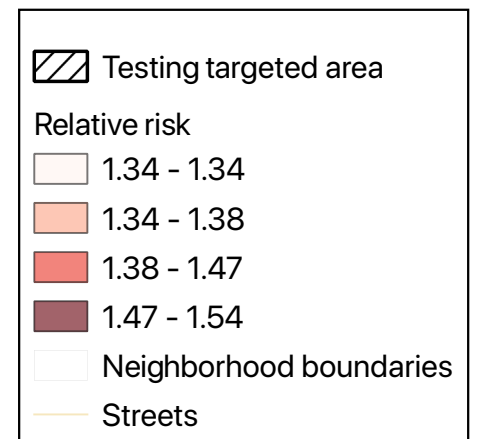 Testing targeted area
Relative risk
1.34 - 1.34
1.34 - 1.38
1.38 - 1.47
1.47 - 1.54
Neighborhood boundaries
Streets